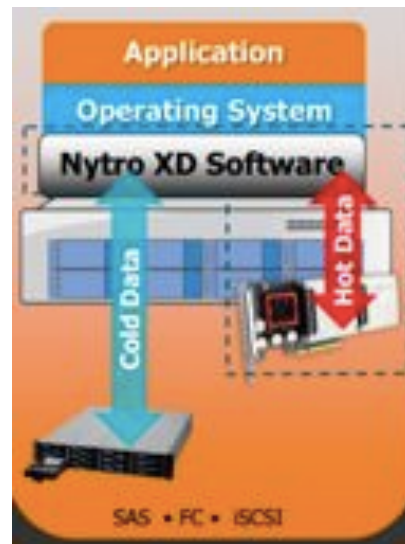 Application
Operating System
Nytro XD Software
Cold Data
Hot Data
SAS • FC • iSCSI